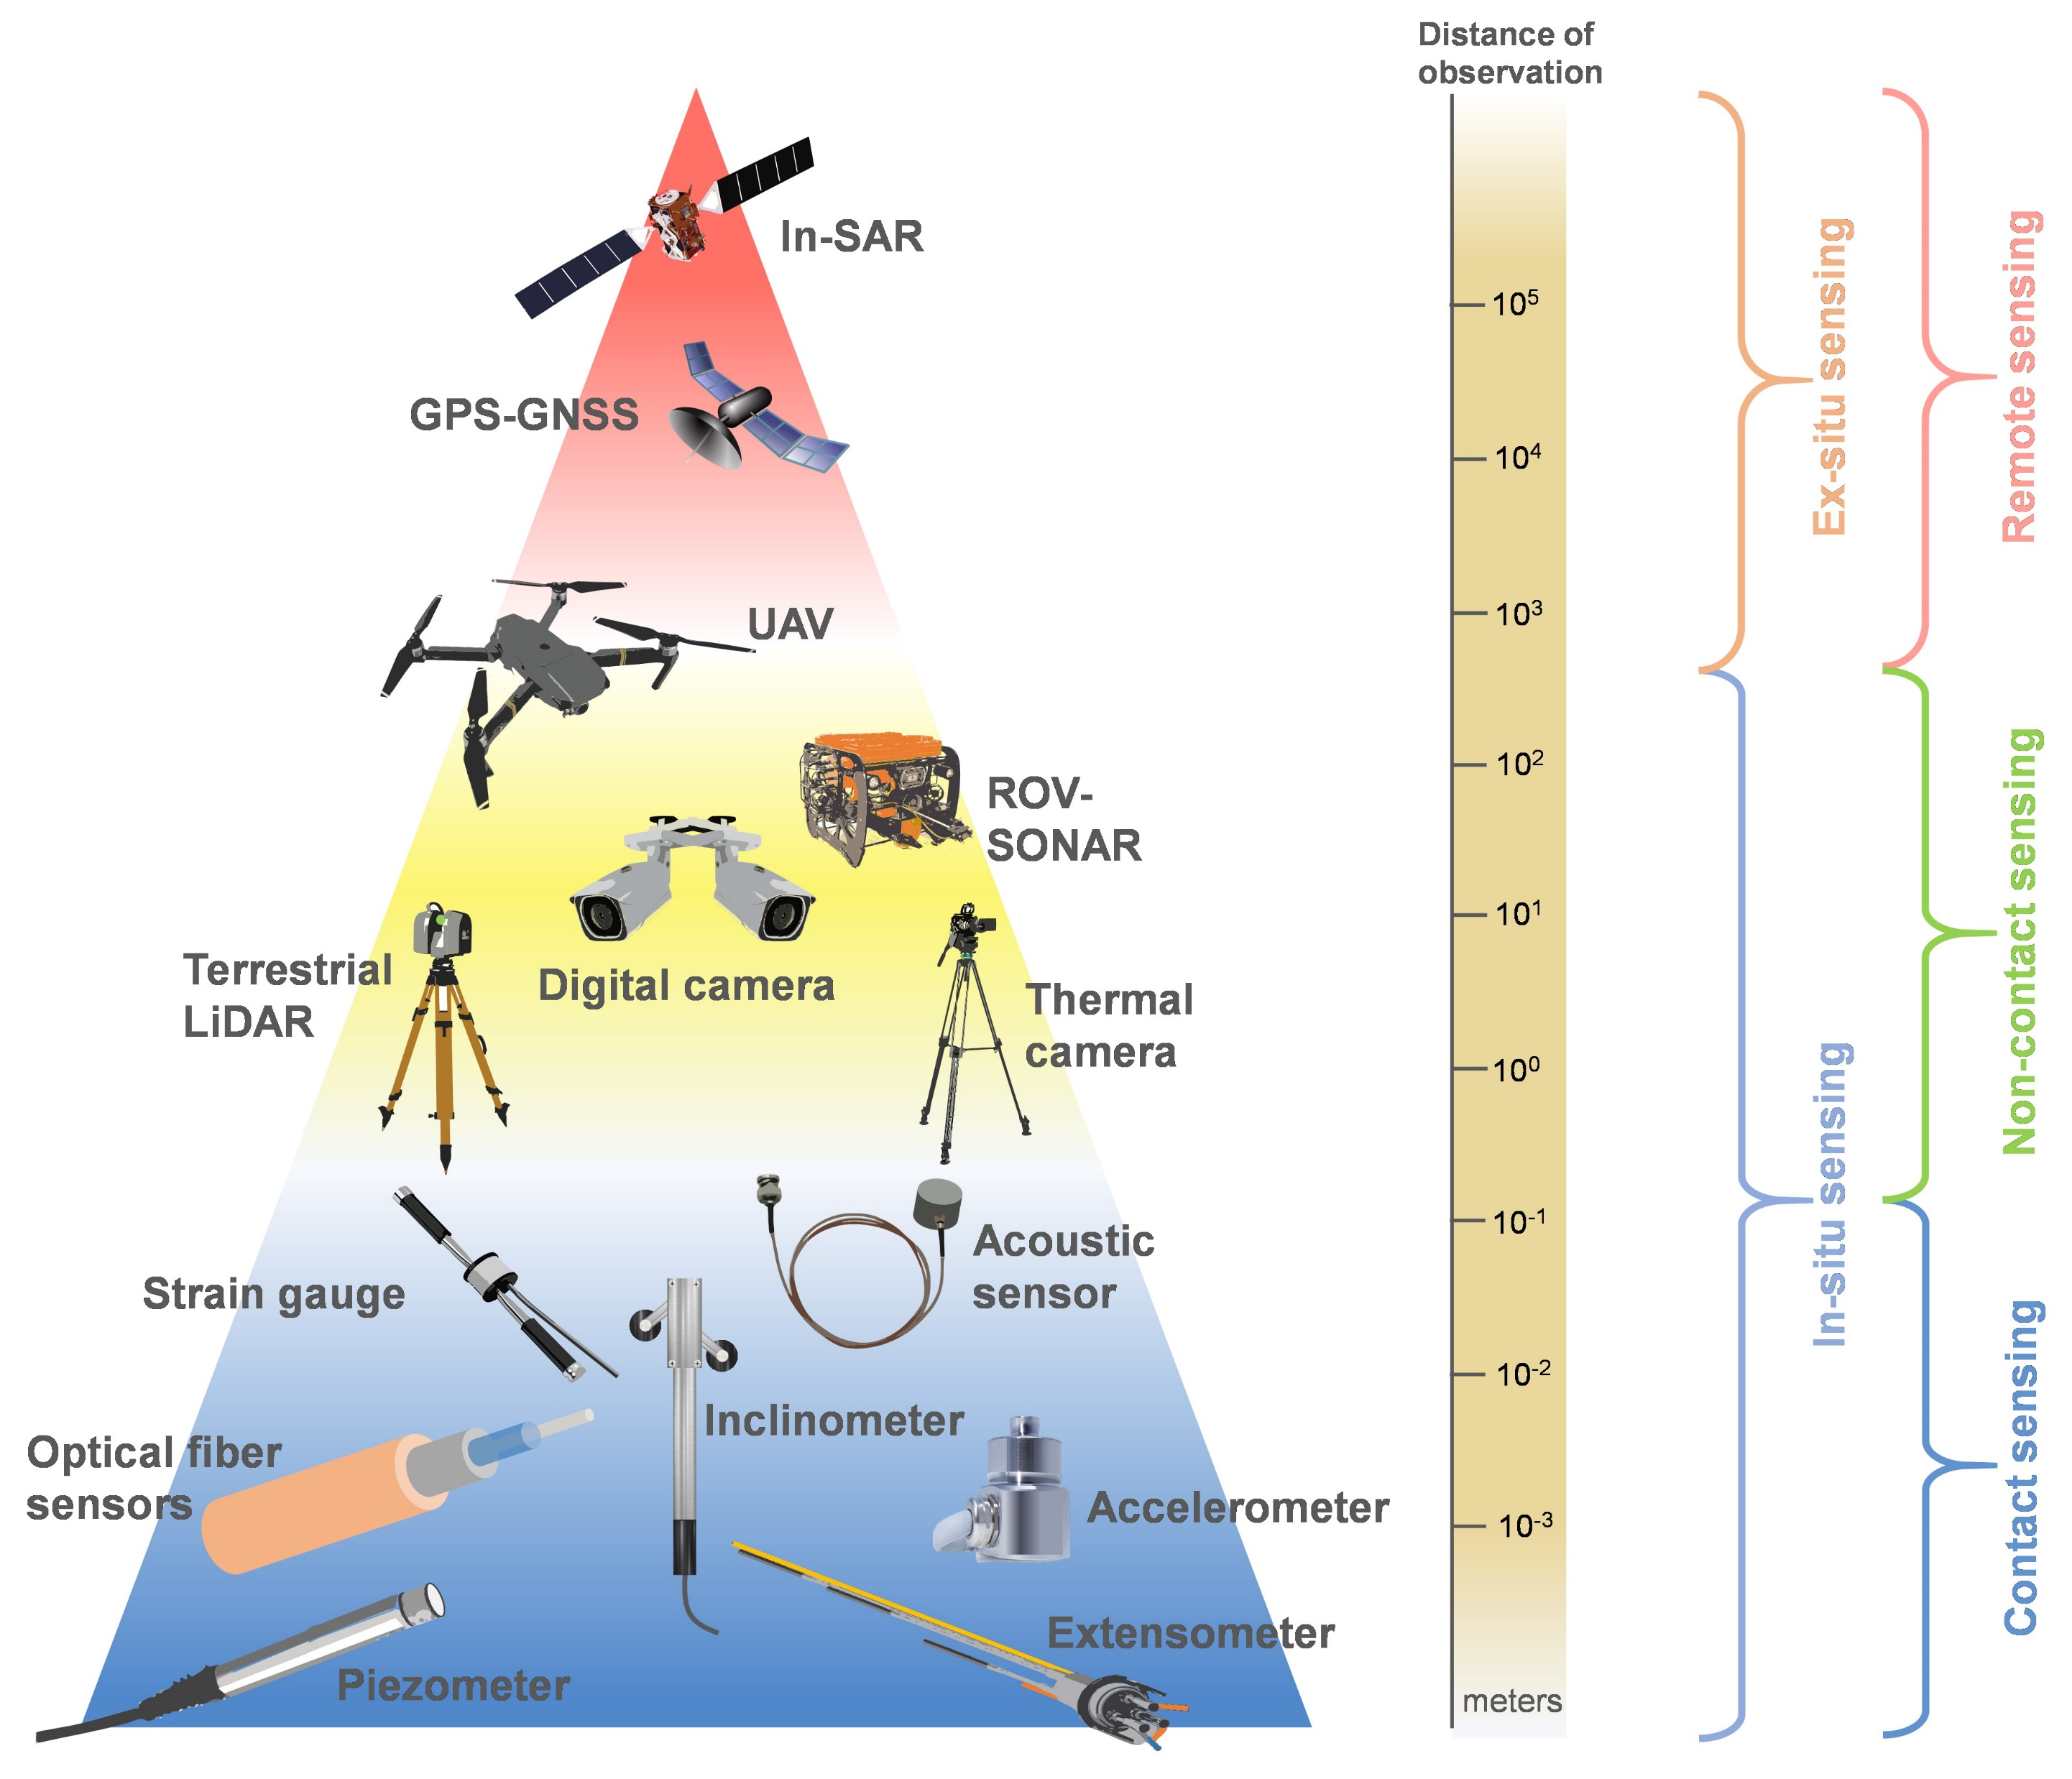 Distance of
observation
In-SAR
GPS-GNSS
UAV
ROV-
SONAR
Terrestrial
LiDAR
Digital camera
Thermal
camera
Strain gauge
Acoustic
sensor
Optical fiber
sensors
Inclinometer
Accelerometer
Piezometer
Extensometer
10⁵
10⁴
10³
10²
10¹
10⁰
10⁻¹
10⁻²
10⁻³
meters
Ex-situ sensing
In-situ sensing
Remote sensing
Non-contact sensing
Contact sensing